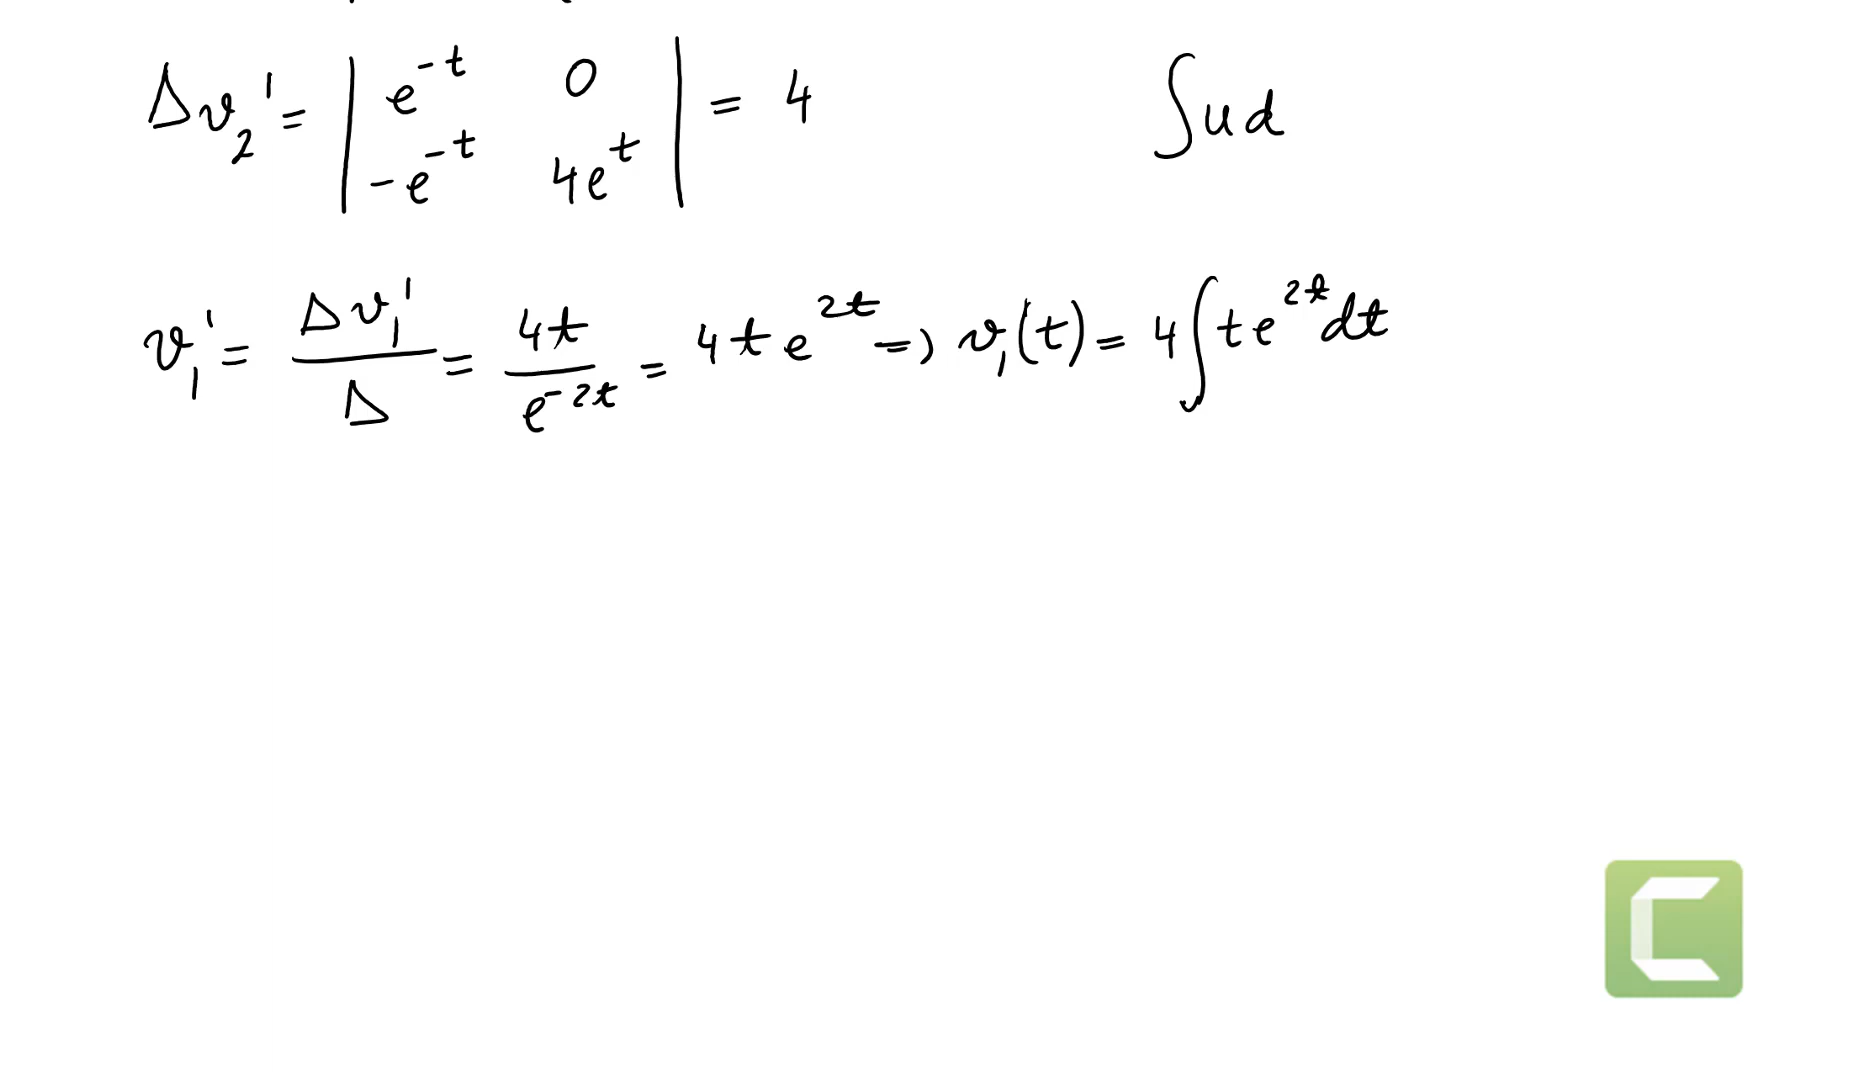 Δv₂' = | e^{-t} 0 | = 4
| -e^{-t} 4e^{t} |
∫ud
v₁' = Δv₁'/Δ = 4t/e^{-2t} = 4te^{2t} => v₁(t) = 4∫te^{2t}dt
C